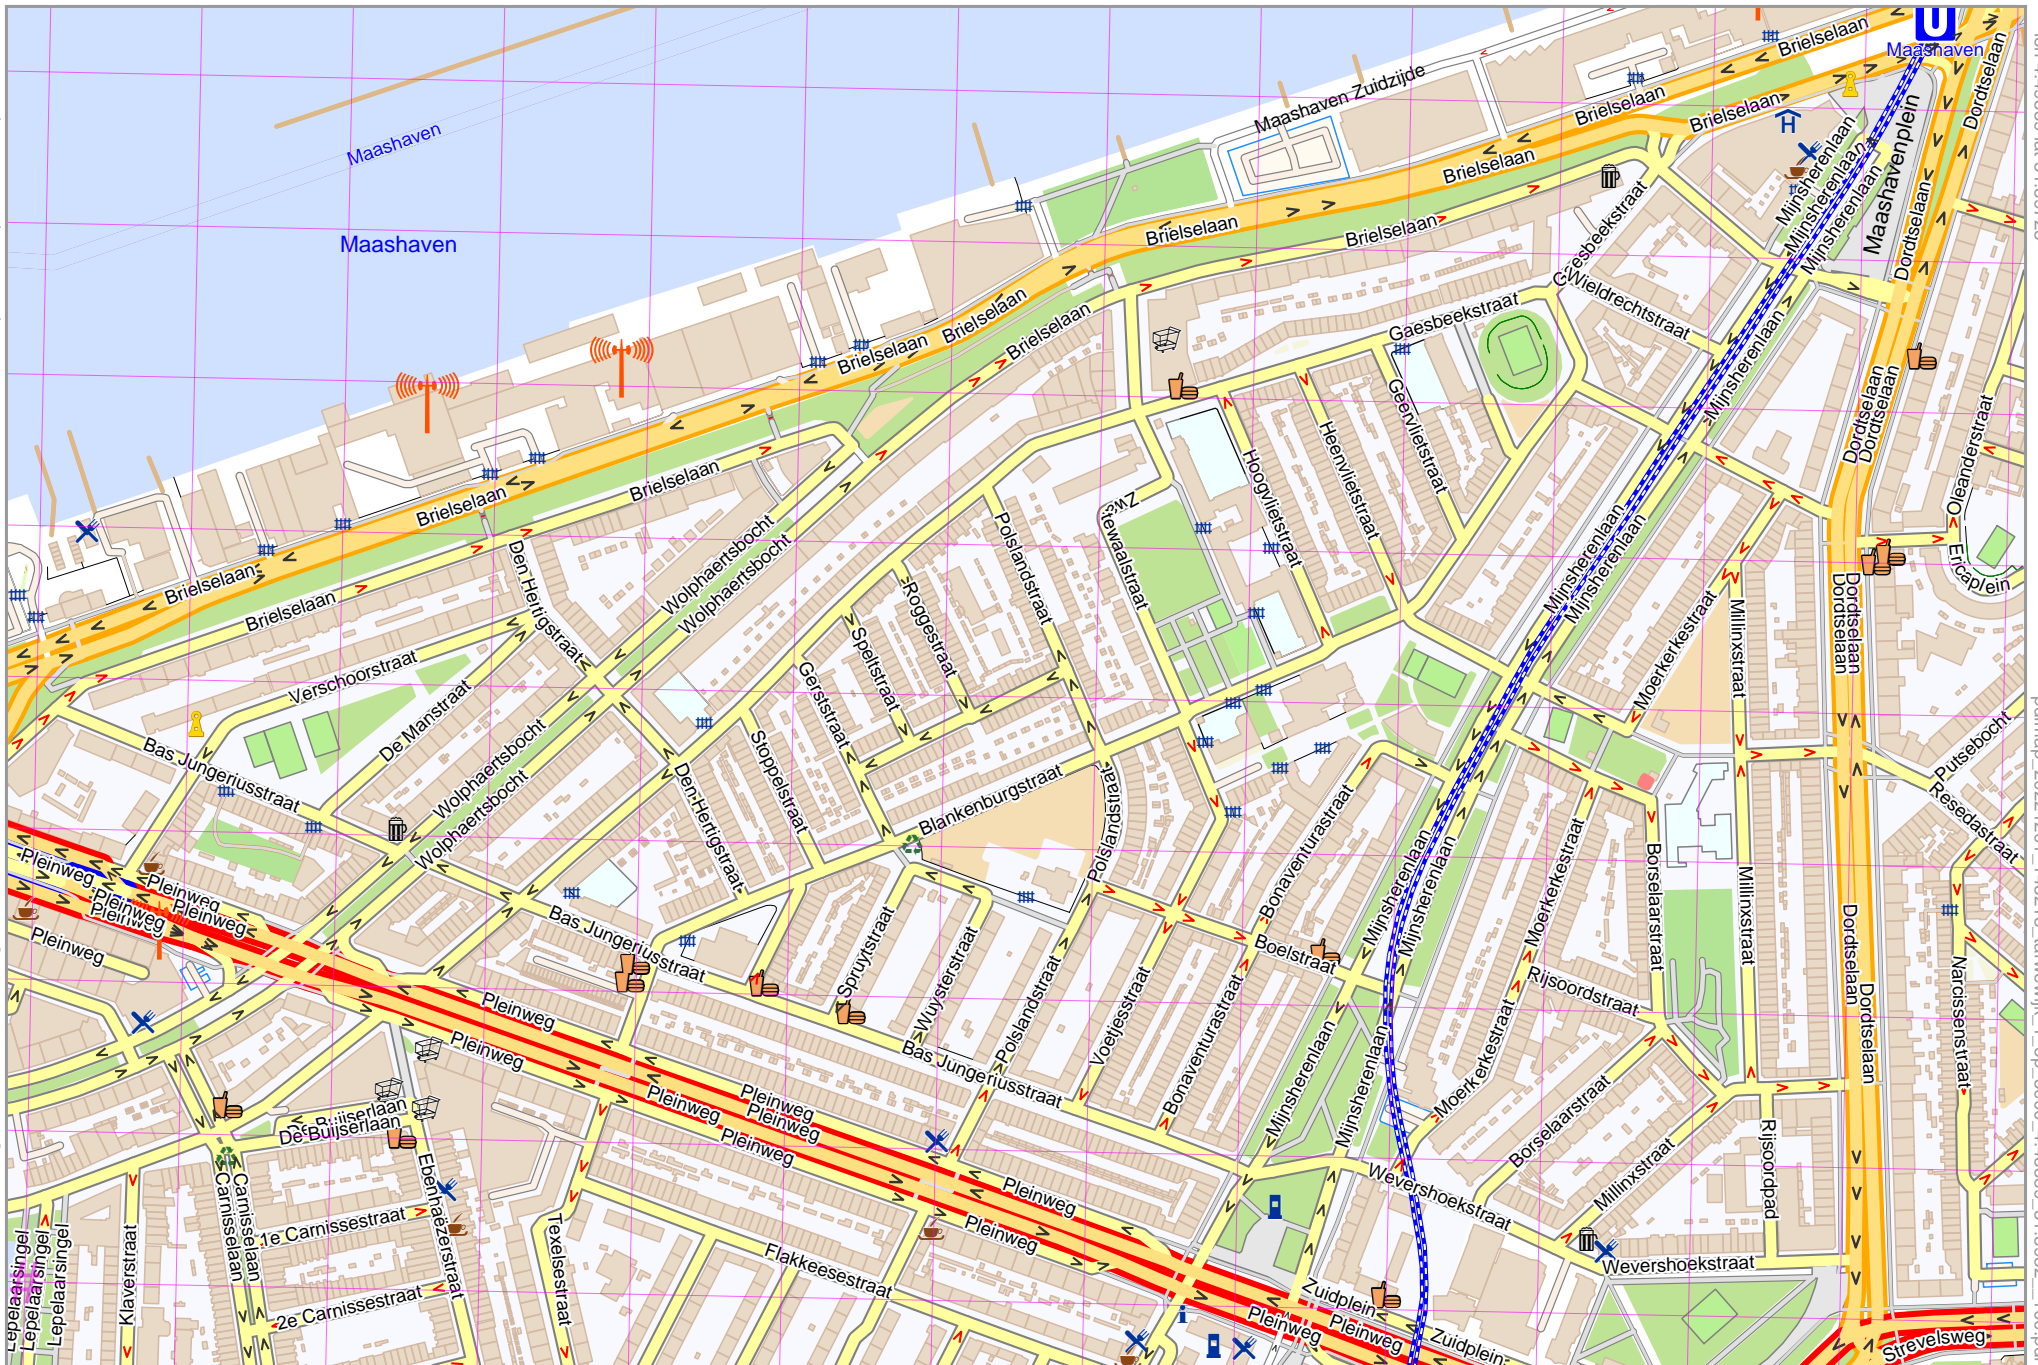 Maashaven
Brielselaan
Brielselaan
Dordtselaan
Maashaven Zuidzijde
Brielselaan
Brielselaan
Maashaven
Mijnsherenlaan
Mijnsherenlaan
Mijnsherenlaan
Maashavenplein
Brielselaan
Gaesbeekstraat
Dordtselaan
Maashaven
Brielselaan
Brielselaan
Wieldrechtstraat
Brielselaan
Brielselaan
Gaesbeekstraat
Brielselaan
Mijnsherenlaan
Geervlietstraat
Heenvlietstraat
Hoogvlietstraat
Dordtselaan
Dordtselaan
Oleanderstraat
Brielselaan
Brielselaan
Wolphaertsbocht
Wolphaertsbocht
Polslandstraat
Mijnsherenlaan
Mijnsherenlaan
Ericaplein
Brielselaan
Brielselaan
Den Hertigstraat
Roggestraat
Speltstraat
Gerststraat
Moerkerkestraat
Millinxstraat
Dordtselaan
Dordtselaan
Verschoorstraat
De Manstraat
Bas Jungeriusstraat
Wolphaertsbocht
Wolphaertsbocht
Den Hertigstraat
Stoppelstraat
Blankenburgstraat
Polslandstraat
Bonaventurastraat
Mijnsherenlaan
Mijnsherenlaan
Moerkerkestraat
Moerkerkestraat
Borselaarstraat
Millinxstraat
Putsebocht
Resedastraat
Pleinweg
Pleinweg
Pleinweg
Pleinweg
Pleinweg
Pleinweg
Bas Jungeriusstraat
Spruytstraat
Wuysterstraat
Polslandstraat
Voetjesstraat
Bonaventurastraat
Boelstraat
Rijsoordstraat
Dordtselaan
Dordtselaan
Narcissenstraat
Pleinweg
Pleinweg
Bas Jungeriusstraat
Mijnsherenlaan
Mijnsherenlaan
Moerkerkestraat
Borselaarstraat
Millinxstraat
Rijsoordpad
Pleinweg
Pleinweg
Pleinweg
Pleinweg
De Buijserlaan
De Buijserlaan
Ebenhaëzerstraat
Carnisselaan
Carnisselaan
1e Carnissestraat
2e Carnissestraat
Klaverstraat
Lepelaarsingel
Lepelaarsingel
Lepelaarsingel
Texelsestraat
Flakkeesestraat
Pleinweg
Pleinweg
Wevershoekstraat
Wevershoekstraat
Zuidplein
Pleinweg
Pleinweg
Zuidplein
Strevelsweg